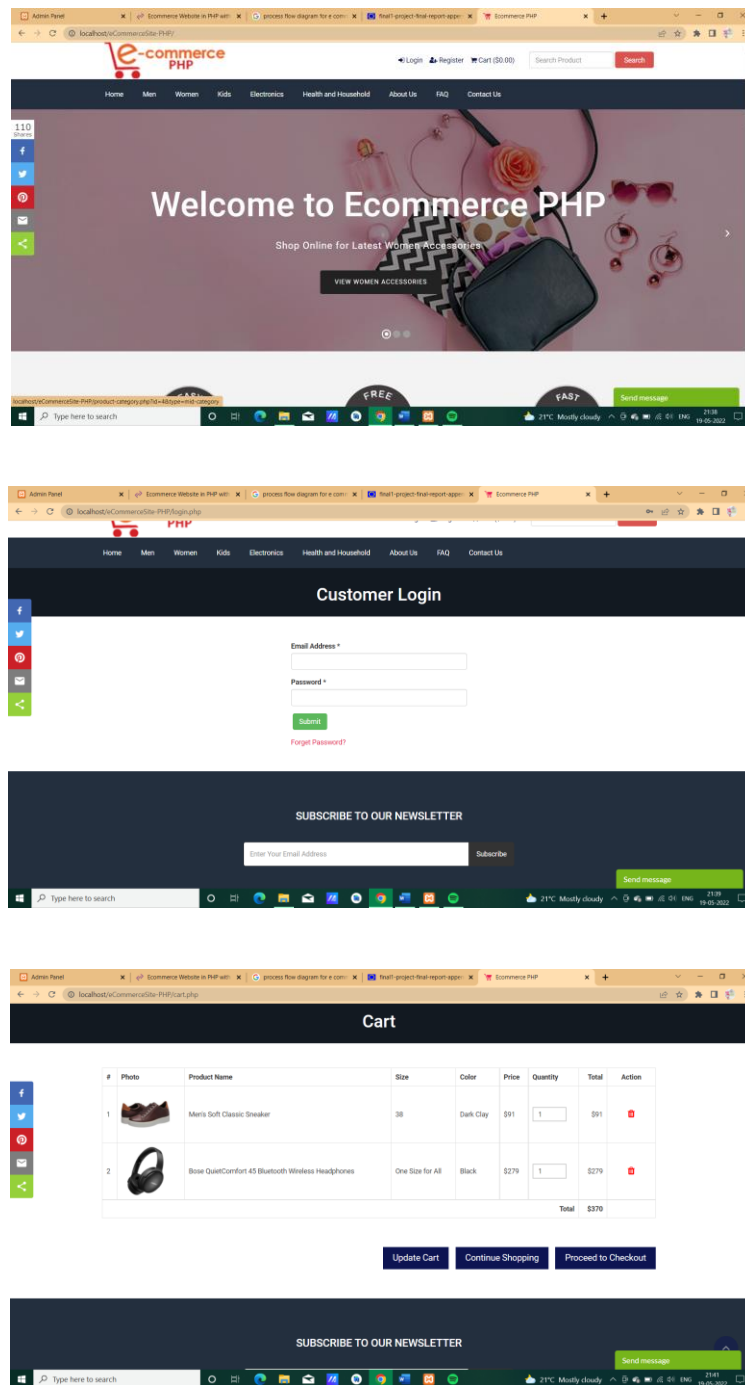 Admin Panel Ecommerce Website in PHP with process flow diagram for e com final1-project-final-report-appen Ecommerce PHP
localhost/eCommerceSite-PHP/
e-commerce
PHP
Login Register Cart ($0.00) Search Product Search
Home Men Women Kids Electronics Health and Household About Us FAQ Contact Us
110
Shares
Welcome to Ecommerce PHP
Shop Online for Latest Women Accessories
VIEW WOMEN ACCESSORIES
FREE
FAST
localhost/eCommerceSite-PHP/product-category.php?id=4&type=mid-category
Send message
Type here to search 21°C Mostly cloudy ENG 21:38
19-05-2022
Admin Panel Ecommerce Website in PHP with process flow diagram for e com final1-project-final-report-appen Ecommerce PHP
localhost/eCommerceSite-PHP/login.php
PHP
Home Men Women Kids Electronics Health and Household About Us FAQ Contact Us
Customer Login
Email Address *
Password *
Submit
Forget Password?
SUBSCRIBE TO OUR NEWSLETTER
Enter Your Email Address Subscribe
Send message
Type here to search 21°C Mostly cloudy ENG 21:39
19-05-2022
Admin Panel Ecommerce Website in PHP with process flow diagram for e com final1-project-final-report-appen Ecommerce PHP
localhost/eCommerceSite-PHP/cart.php
Cart
# Photo Product Name Size Color Price Quantity Total Action
1 Men's Soft Classic Sneaker 38 Dark Clay $91 1 $91
2 Bose QuietComfort 45 Bluetooth Wireless Headphones One Size for All Black $279 1 $279
Total $370
Update Cart Continue Shopping Proceed to Checkout
SUBSCRIBE TO OUR NEWSLETTER
Send message
Type here to search 21°C Mostly cloudy ENG 21:41
19-05-2022